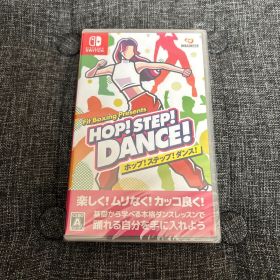 NINTENDO
SWITCH
IMAGINEER
Fit Boxing Presents
HOP! STEP!
DANCE!
ホップ!ステップ!ダンス!
楽しく!ムリなく!カッコ良く!
基礎から学べる本格ダンスレッスンで
踊れる自分を手に入れよう
CERO
A